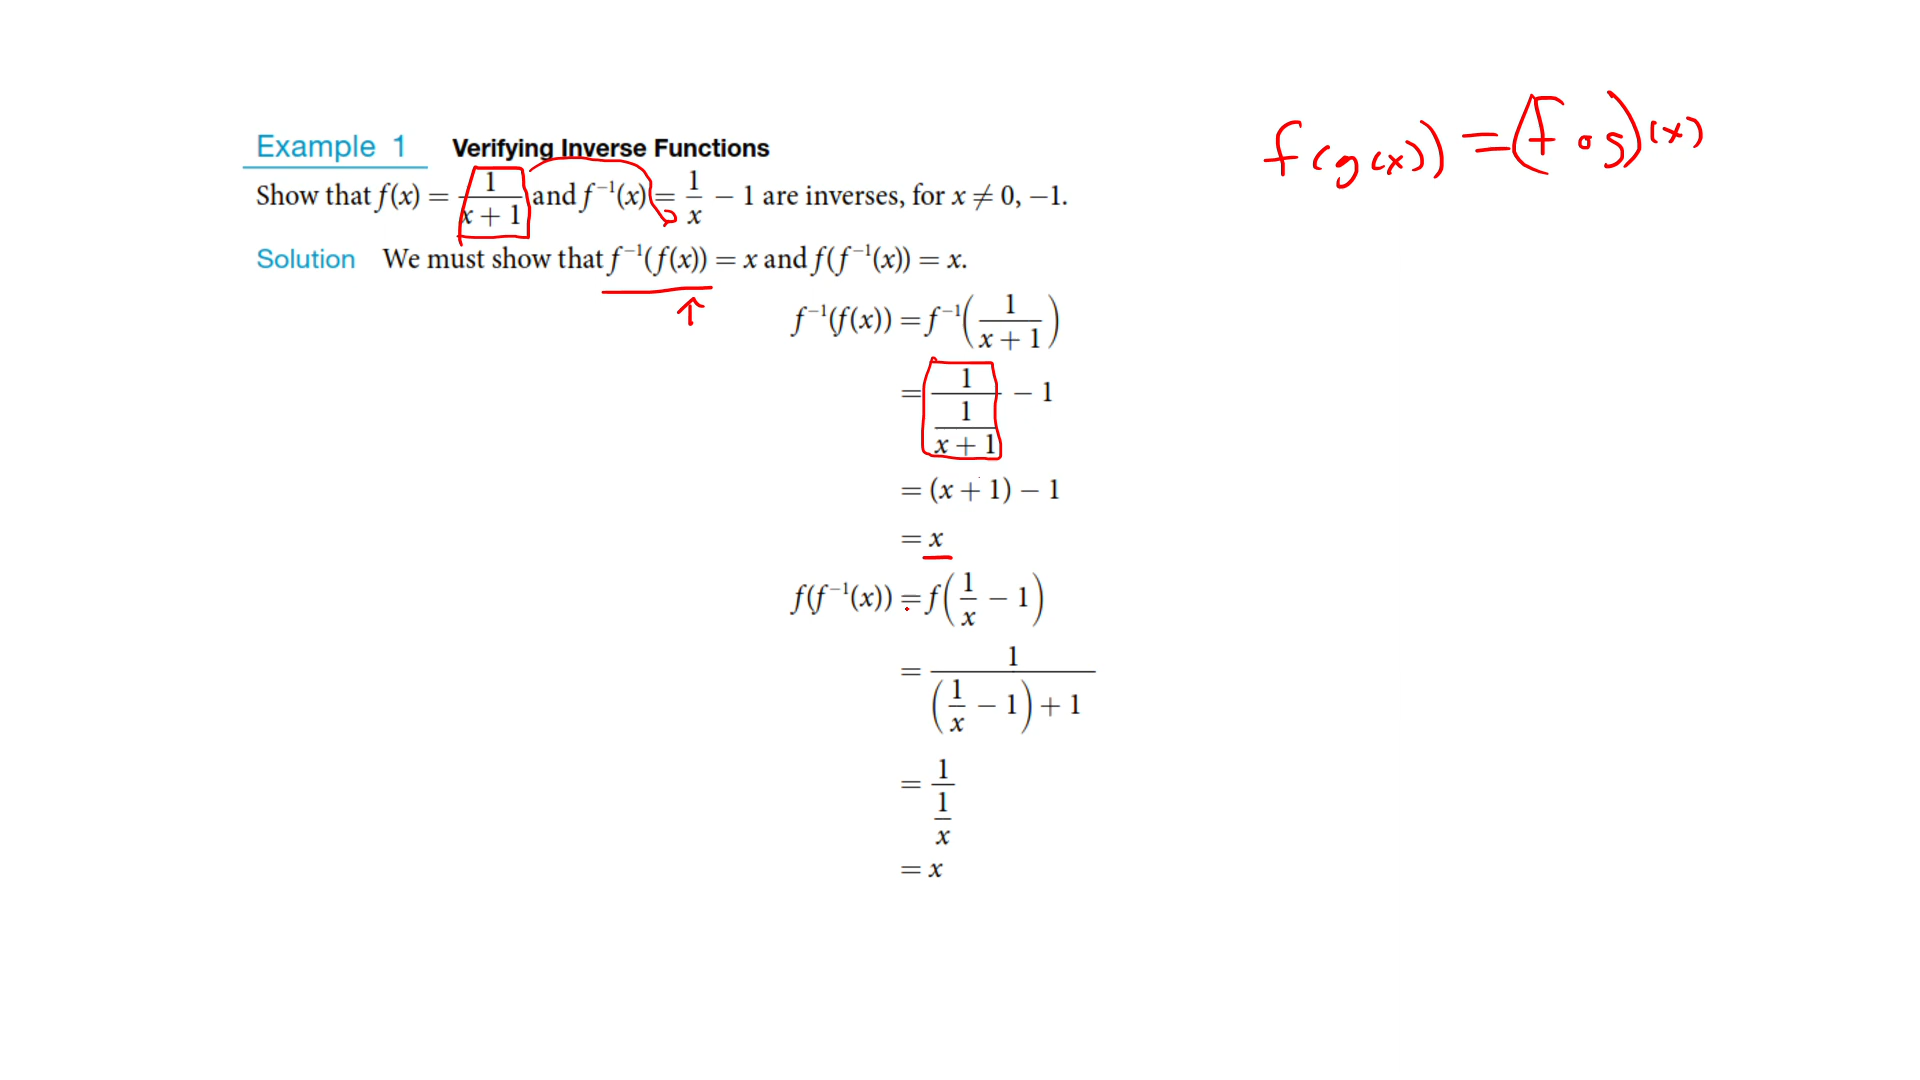 f(g(x)) = (f∘g)(x)
Example 1 Verifying Inverse Functions
Show that f(x) = 1/(x + 1) and f⁻¹(x) = 1/x − 1 are inverses, for x ≠ 0, −1.
Solution We must show that f⁻¹(f(x)) = x and f(f⁻¹(x)) = x.
f⁻¹(f(x)) = f⁻¹(1/(x + 1))
= 1/(1/(x + 1)) − 1
= (x + 1) − 1
= x
f(f⁻¹(x)) = f(1/x − 1)
= 1/((1/x − 1) + 1)
= 1/(1/x)
= x